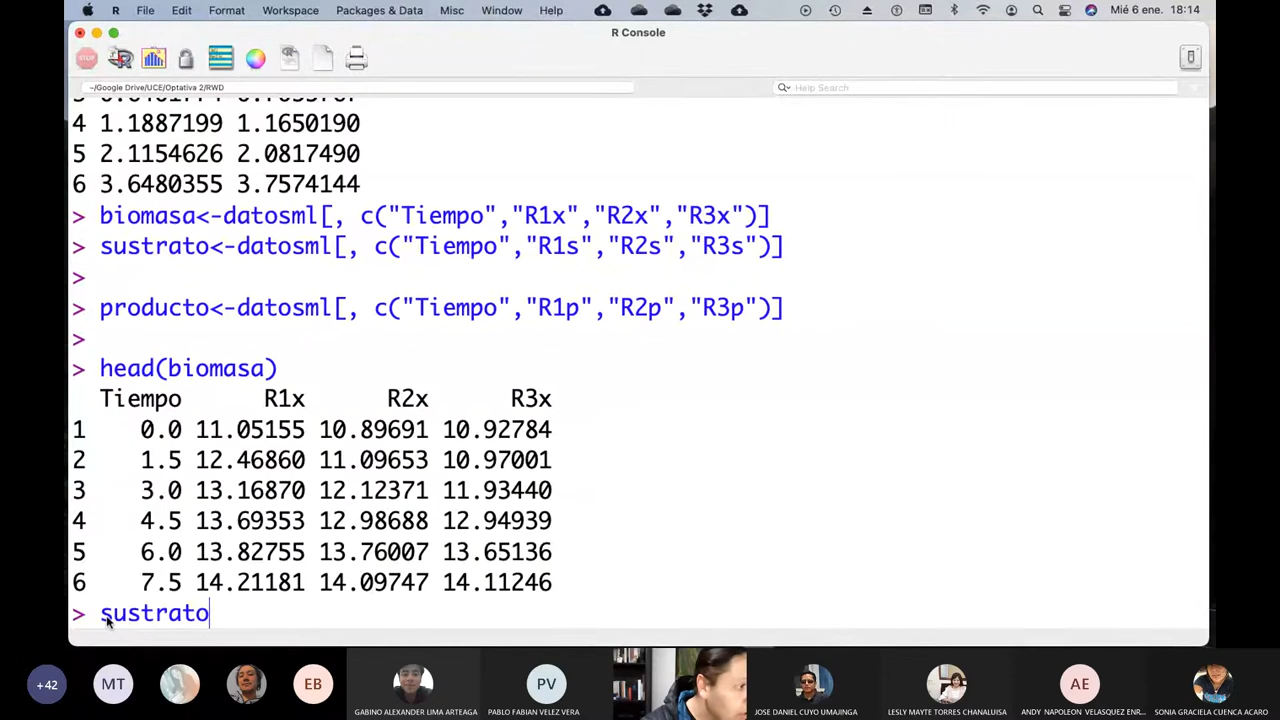 R File Edit Format Workspace Packages & Data Misc Window Help Mié 6 ene. 18:14
R Console
STOP
~/Google Drive/UCE/Optativa 2/RWD
Help Search
4 1.1887199 1.1650190
5 2.1154626 2.0817490
6 3.6480355 3.7574144
> biomasa<-datosml[, c("Tiempo","R1x","R2x","R3x")]
> sustrato<-datosml[, c("Tiempo","R1s","R2s","R3s")]
>
> producto<-datosml[, c("Tiempo","R1p","R2p","R3p")]
>
> head(biomasa)
Tiempo R1x R2x R3x
1 0.0 11.05155 10.89691 10.92784
2 1.5 12.46860 11.09653 10.97001
3 3.0 13.16870 12.12371 11.93440
4 4.5 13.69353 12.98688 12.94939
5 6.0 13.82755 13.76007 13.65136
6 7.5 14.21181 14.09747 14.11246
> sustrato
+42 MT EB PV AE
GABINO ALEXANDER LIMA ARTEAGA PABLO FABIAN VELEZ VERA JOSE DANIEL CUYO UMAJINGA LESLY MAYTE TORRES CHANALUISA ANDY NAPOLEON VELASQUEZ ENR... SONIA GRACIELA CUENCA ACARO